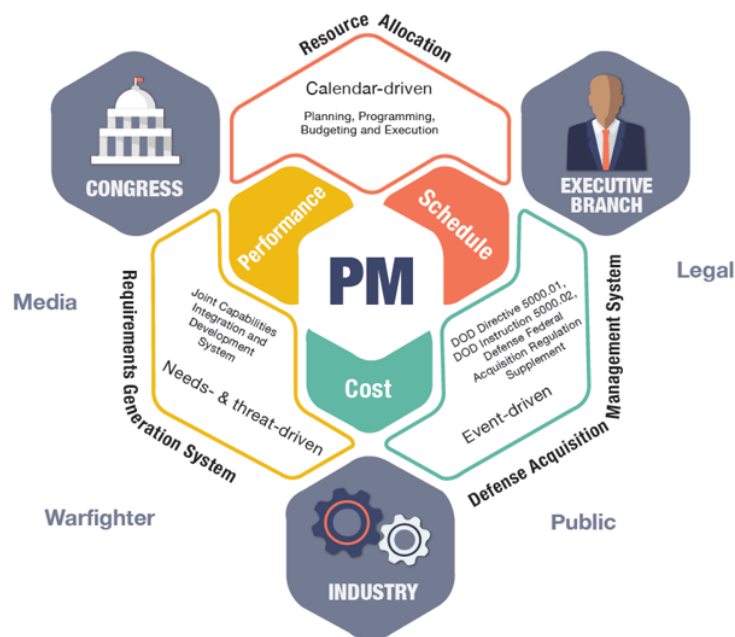 Resource Allocation
Calendar-driven
Planning, Programming,
Budgeting and Execution
CONGRESS
EXECUTIVE
BRANCH
Performance
Schedule
PM
Cost
Media
Legal
Requirements Generation System
Joint Capabilities
Integration and
Development
System
Needs- & threat-driven
DOD Directive 5000.01,
DOD Instruction 5000.02,
Defense Federal
Acquisition Regulation
Supplement
Event-driven
Defense Acquisition Management System
Warfighter
Public
INDUSTRY